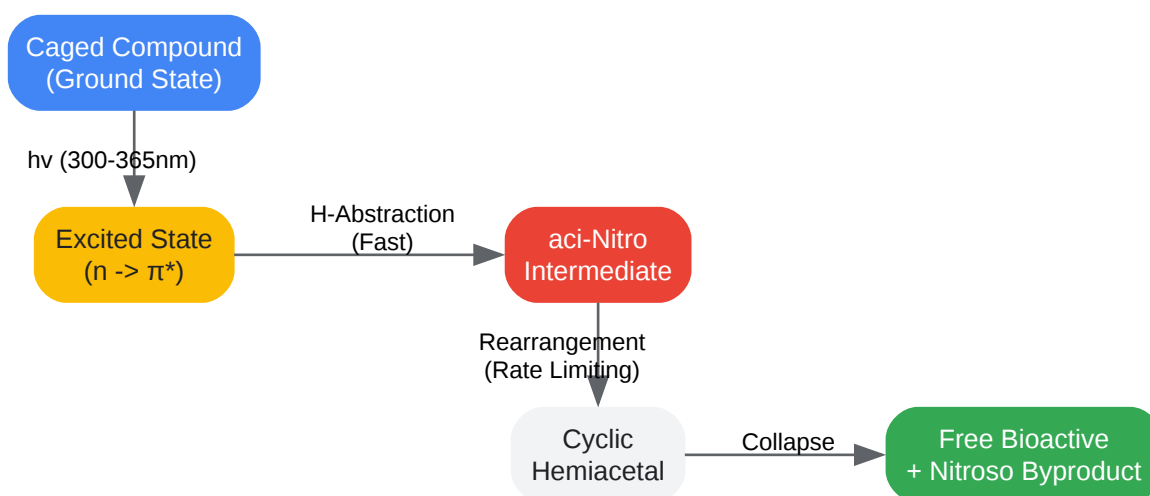 Caged Compound
(Ground State)
hv (300-365nm)
Excited State
(n -> π*)
H-Abstraction
(Fast)
aci-Nitro
Intermediate
Rearrangement
(Rate Limiting)
Cyclic
Hemiacetal
Collapse
Free Bioactive
+ Nitroso Byproduct